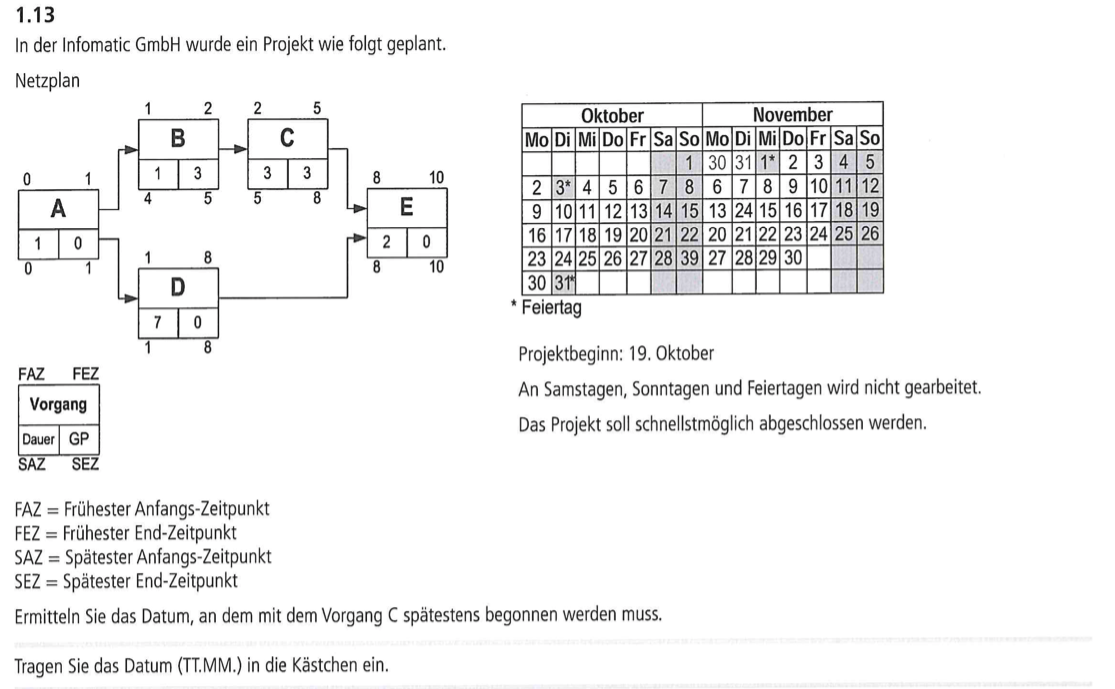 1.13
In der Infomatic GmbH wurde ein Projekt wie folgt geplant.
Netzplan
1 2
B
1 3
4 5
2 5
C
3 3
5 8
0 1
A
1 0
0 1
8 10
E
2 0
8 10
1 8
D
7 0
1 8
FAZ FEZ
Vorgang
Dauer GP
SAZ SEZ
Oktober November
Mo Di Mi Do Fr Sa So Mo Di Mi Do Fr Sa So
1 30 31 1* 2 3 4 5
2 3* 4 5 6 7 8 6 7 8 9 10 11 12
9 10 11 12 13 14 15 13 24 15 16 17 18 19
16 17 18 19 20 21 22 20 21 22 23 24 25 26
23 24 25 26 27 28 39 27 28 29 30
30 31*
* Feiertag
Projektbeginn: 19. Oktober
An Samstagen, Sonntagen und Feiertagen wird nicht gearbeitet.
Das Projekt soll schnellstmöglich abgeschlossen werden.
FAZ = Frühester Anfangs-Zeitpunkt
FEZ = Frühester End-Zeitpunkt
SAZ = Spätester Anfangs-Zeitpunkt
SEZ = Spätester End-Zeitpunkt
Ermitteln Sie das Datum, an dem mit dem Vorgang C spätestens begonnen werden muss.
Tragen Sie das Datum (TT.MM.) in die Kästchen ein.